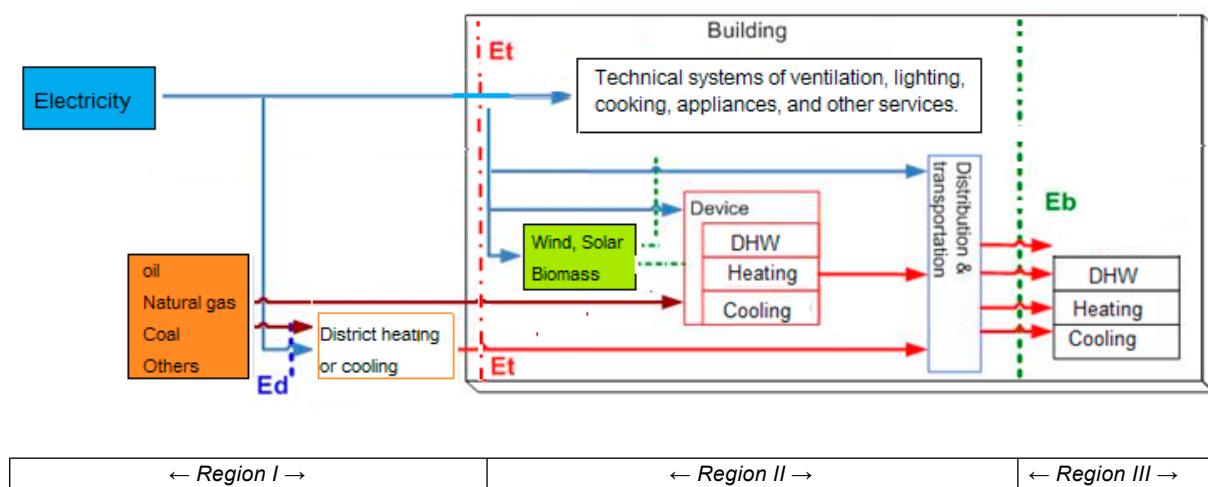 Building
Et
Electricity
Technical systems of ventilation, lighting,
cooking, appliances, and other services.
Distribution &
transportation
Eb
Device
Wind, Solar
Biomass
DHW
Heating
Cooling
oil
Natural gas
Coal
Others
District heating
or cooling
Ed
Et
DHW
Heating
Cooling
← Region I →
← Region II →
← Region III →